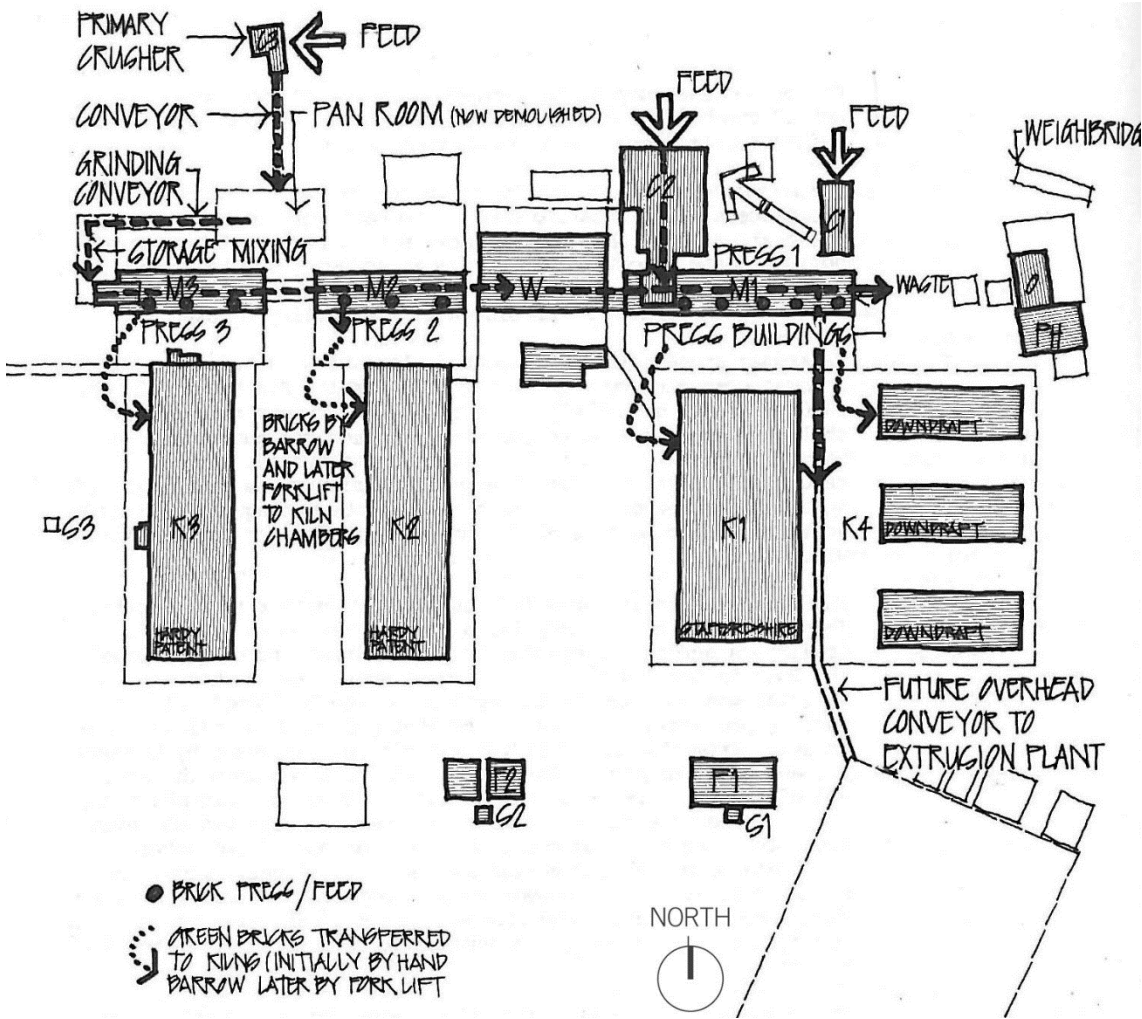 PRIMARY
CRUSHER
C3
FEED
CONVEYOR
PAN ROOM (NOW DEMOLISHED)
FEED
FEED
WEIGHBRIDGE
GRINDING
CONVEYOR
C2
C1
STORAGE MIXING
PRESS 1
M3
M2
W
M1
WASTE
O
PH
PRESS 3
PRESS 2
PRESS BUILDINGS
DOWNDRAFT
BRICKS BY
BARROW
AND LATER
FORKLIFT
TO KILN
CHAMBERS
S3
K3
K2
K1
K4
DOWNDRAFT
HARDY
PATENT
HARDY
PATENT
STAFFORDSHIRE
DOWNDRAFT
FUTURE OVERHEAD
CONVEYOR TO
EXTRUSION PLANT
F2
F1
S2
S1
BRICK PRESS/FEED
GREEN BRICKS TRANSFERRED
TO KILNS (INITIALLY BY HAND
BARROW LATER BY FORK LIFT
NORTH